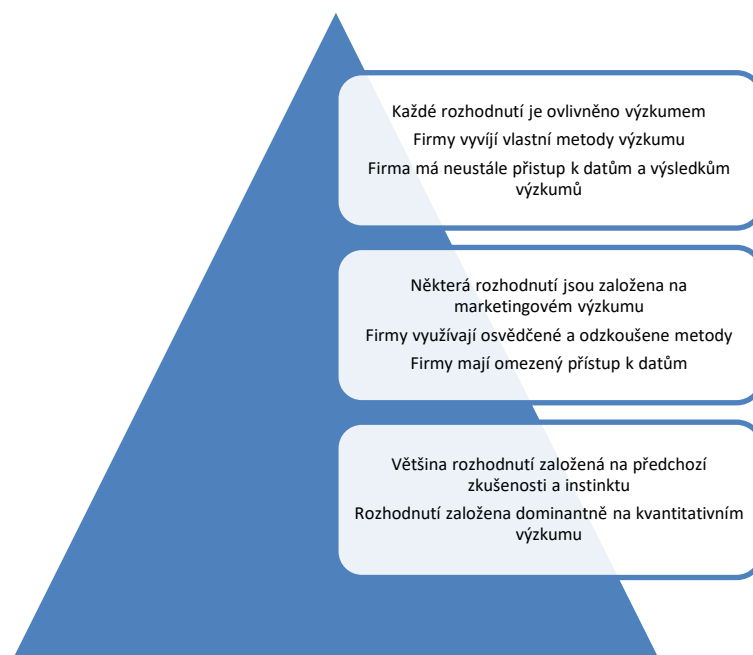 Každé rozhodnutí je ovlivněno výzkumem
Firmy vyvíjí vlastní metody výzkumu
Firma má neustále přistup k datům a výsledkům
výzkumů
Některá rozhodnutí jsou založena na
marketingovém výzkumu
Firmy využívají osvědčené a odzkoušene metody
Firmy mají omezený přístup k datům
Většina rozhodnutí založená na předchozí
zkušenosti a instinktu
Rozhodnutí založena dominantně na kvantitativním
výzkumu